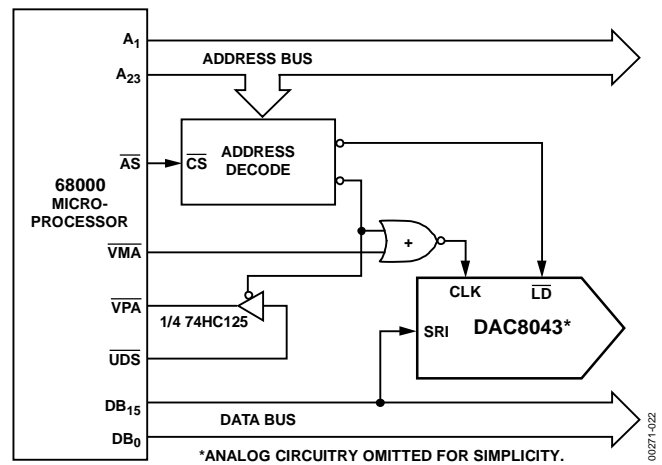 A1
ADDRESS BUS
A23
AS
CS
ADDRESS
DECODE
68000
MICRO-
PROCESSOR
VMA
+
CLK
LD
VPA
1/4 74HC125
SRI
DAC8043*
UDS
DB15
DATA BUS
DB0
*ANALOG CIRCUITRY OMITTED FOR SIMPLICITY.
00271-022